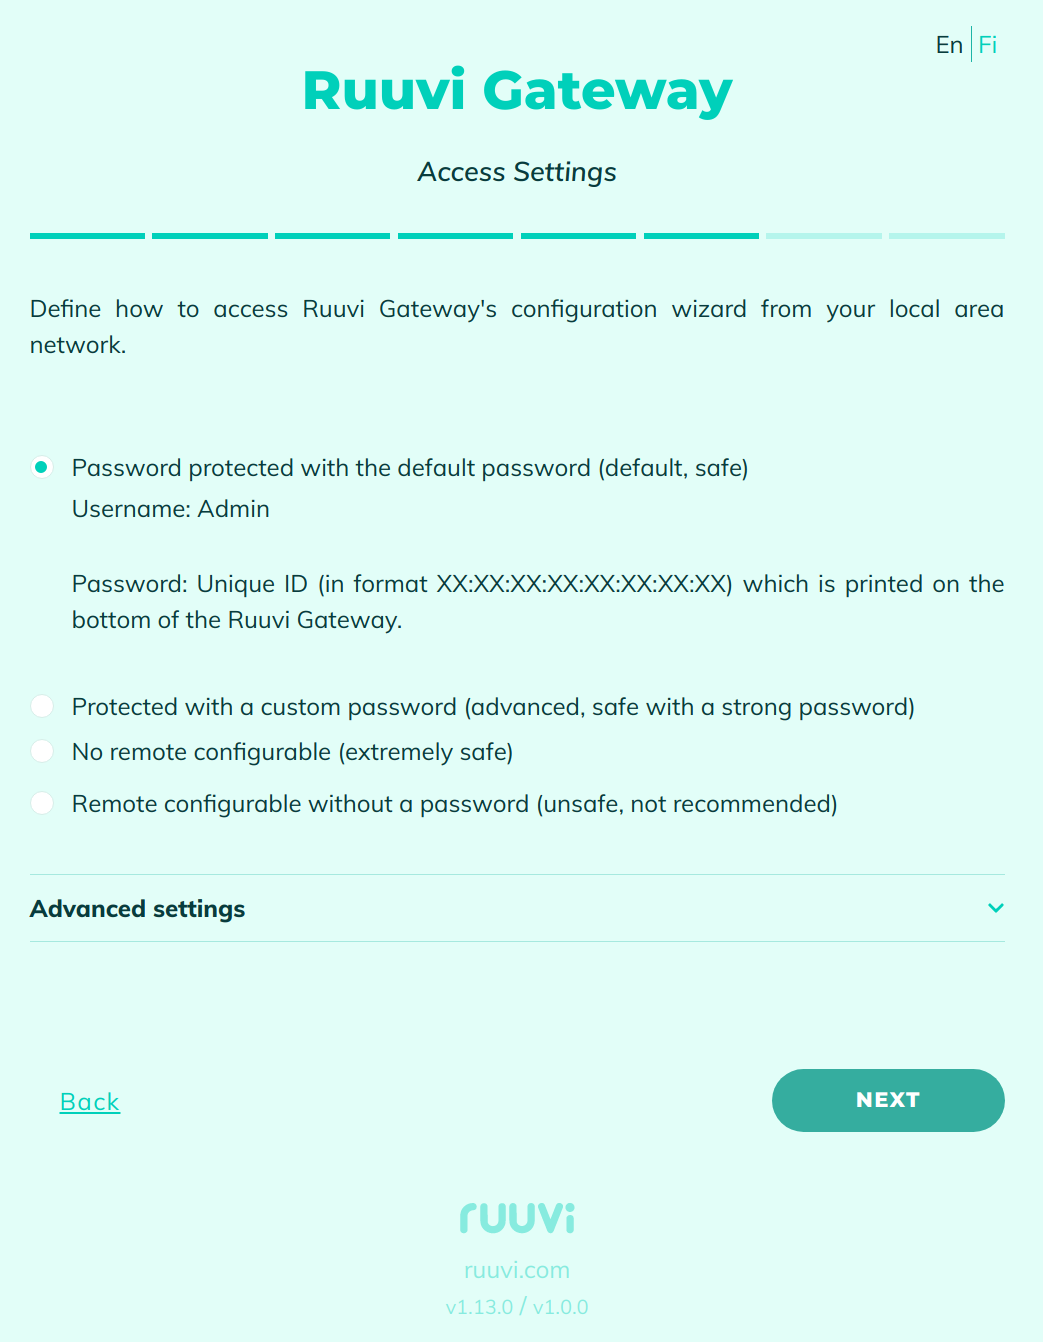 En Fi
Ruuvi Gateway
Access Settings
Define how to access Ruuvi Gateway's configuration wizard from your local area
network.
Password protected with the default password (default, safe)
Username: Admin
Password: Unique ID (in format XX:XX:XX:XX:XX:XX:XX:XX) which is printed on the
bottom of the Ruuvi Gateway.
Protected with a custom password (advanced, safe with a strong password)
No remote configurable (extremely safe)
Remote configurable without a password (unsafe, not recommended)
Advanced settings
Back
NEXT
ruuvi
ruuvi.com
v1.13.0 / v1.0.0